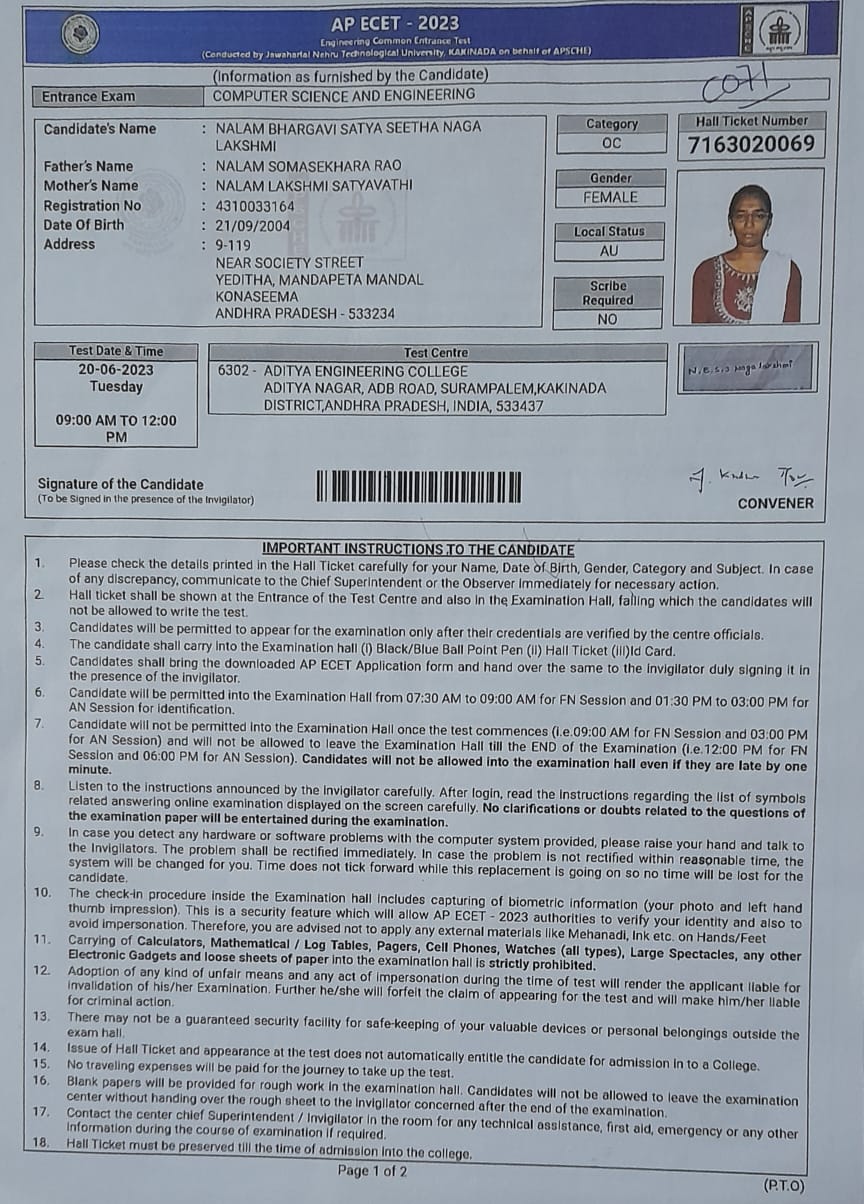 AP ECET - 2023
Engineering Common Entrance Test
(Conducted by Jawaharlal Nehru Technological University, KAKINADA on behalf of APSCHE)
APSCHE
(Information as furnished by the Candidate)
C071
Entrance Exam COMPUTER SCIENCE AND ENGINEERING
Candidate's Name : NALAM BHARGAVI SATYA SEETHA NAGA
LAKSHMI
Father's Name : NALAM SOMASEKHARA RAO
Mother's Name : NALAM LAKSHMI SATYAVATHI
Registration No : 4310033164
Date Of Birth : 21/09/2004
Address : 9-119
NEAR SOCIETY STREET
YEDITHA, MANDAPETA MANDAL
KONASEEMA
ANDHRA PRADESH - 533234
Category
OC
Gender
FEMALE
Local Status
AU
Scribe
Required
NO
Hall Ticket Number
7163020069
Test Date & Time
20-06-2023
Tuesday
09:00 AM TO 12:00
PM
Test Centre
6302 - ADITYA ENGINEERING COLLEGE
ADITYA NAGAR, ADB ROAD, SURAMPALEM,KAKINADA
DISTRICT,ANDHRA PRADESH, INDIA, 533437
N.B.S.S Naga lakshmi
Signature of the Candidate
(To be Signed in the presence of the Invigilator)
CONVENER
IMPORTANT INSTRUCTIONS TO THE CANDIDATE
1. Please check the details printed in the Hall Ticket carefully for your Name, Date of Birth, Gender, Category and Subject. In case
of any discrepancy, communicate to the Chief Superintendent or the Observer immediately for necessary action.
2. Hall ticket shall be shown at the Entrance of the Test Centre and also in the Examination Hall, failing which the candidates will
not be allowed to write the test.
3. Candidates will be permitted to appear for the examination only after their credentials are verified by the centre officials.
4. The candidate shall carry into the Examination hall (i) Black/Blue Ball Point Pen (ii) Hall Ticket (iii)Id Card.
5. Candidates shall bring the downloaded AP ECET Application form and hand over the same to the invigilator duly signing it in
the presence of the invigilator.
6. Candidate will be permitted into the Examination Hall from 07:30 AM to 09:00 AM for FN Session and 01:30 PM to 03:00 PM for
AN Session for identification.
7. Candidate will not be permitted into the Examination Hall once the test commences (i.e.09:00 AM for FN Session and 03:00 PM
for AN Session) and will not be allowed to leave the Examination Hall till the END of the Examination (i.e.12:00 PM for FN
Session and 06:00 PM for AN Session). Candidates will not be allowed into the examination hall even if they are late by one
minute.
8. Listen to the instructions announced by the Invigilator carefully. After login, read the instructions regarding the list of symbols
related answering online examination displayed on the screen carefully. No clarifications or doubts related to the questions of
the examination paper will be entertained during the examination.
9. In case you detect any hardware or software problems with the computer system provided, please raise your hand and talk to
the Invigilators. The problem shall be rectified immediately. In case the problem is not rectified within reasonable time, the
system will be changed for you. Time does not tick forward while this replacement is going on so no time will be lost for the
candidate.
10. The check-in procedure inside the Examination hall includes capturing of biometric information (your photo and left hand
thumb impression). This is a security feature which will allow AP ECET - 2023 authorities to verify your identity and also to
avoid impersonation. Therefore, you are advised not to apply any external materials like Mehanadi, Ink etc. on Hands/Feet
11. Carrying of Calculators, Mathematical / Log Tables, Pagers, Cell Phones, Watches (all types), Large Spectacles, any other
Electronic Gadgets and loose sheets of paper into the examination hall is strictly prohibited.
12. Adoption of any kind of unfair means and any act of impersonation during the time of test will render the applicant liable for
invalidation of his/her Examination. Further he/she will forfeit the claim of appearing for the test and will make him/her liable
for criminal action.
13. There may not be a guaranteed security facility for safe-keeping of your valuable devices or personal belongings outside the
exam hall.
14. Issue of Hall Ticket and appearance at the test does not automatically entitle the candidate for admission in to a College.
15. No traveling expenses will be paid for the journey to take up the test.
16. Blank papers will be provided for rough work in the examination hall. Candidates will not be allowed to leave the examination
center without handing over the rough sheet to the Invigilator concerned after the end of the examination.
17. Contact the center chief Superintendent / Invigilator in the room for any technical assistance, first aid, emergency or any other
information during the course of examination if required.
18. Hall Ticket must be preserved till the time of admission into the college.
Page 1 of 2
(P.T.O)